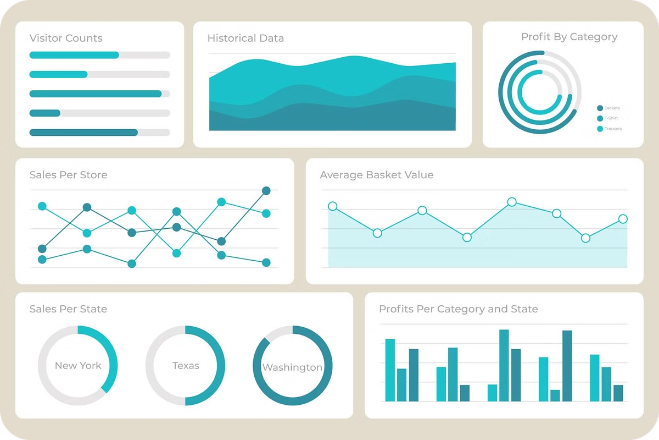 Visitor Counts
Historical Data
Profit By Category
Sales Per Store
Average Basket Value
Sales Per State
New York
Texas
Washington
Profits Per Category and State